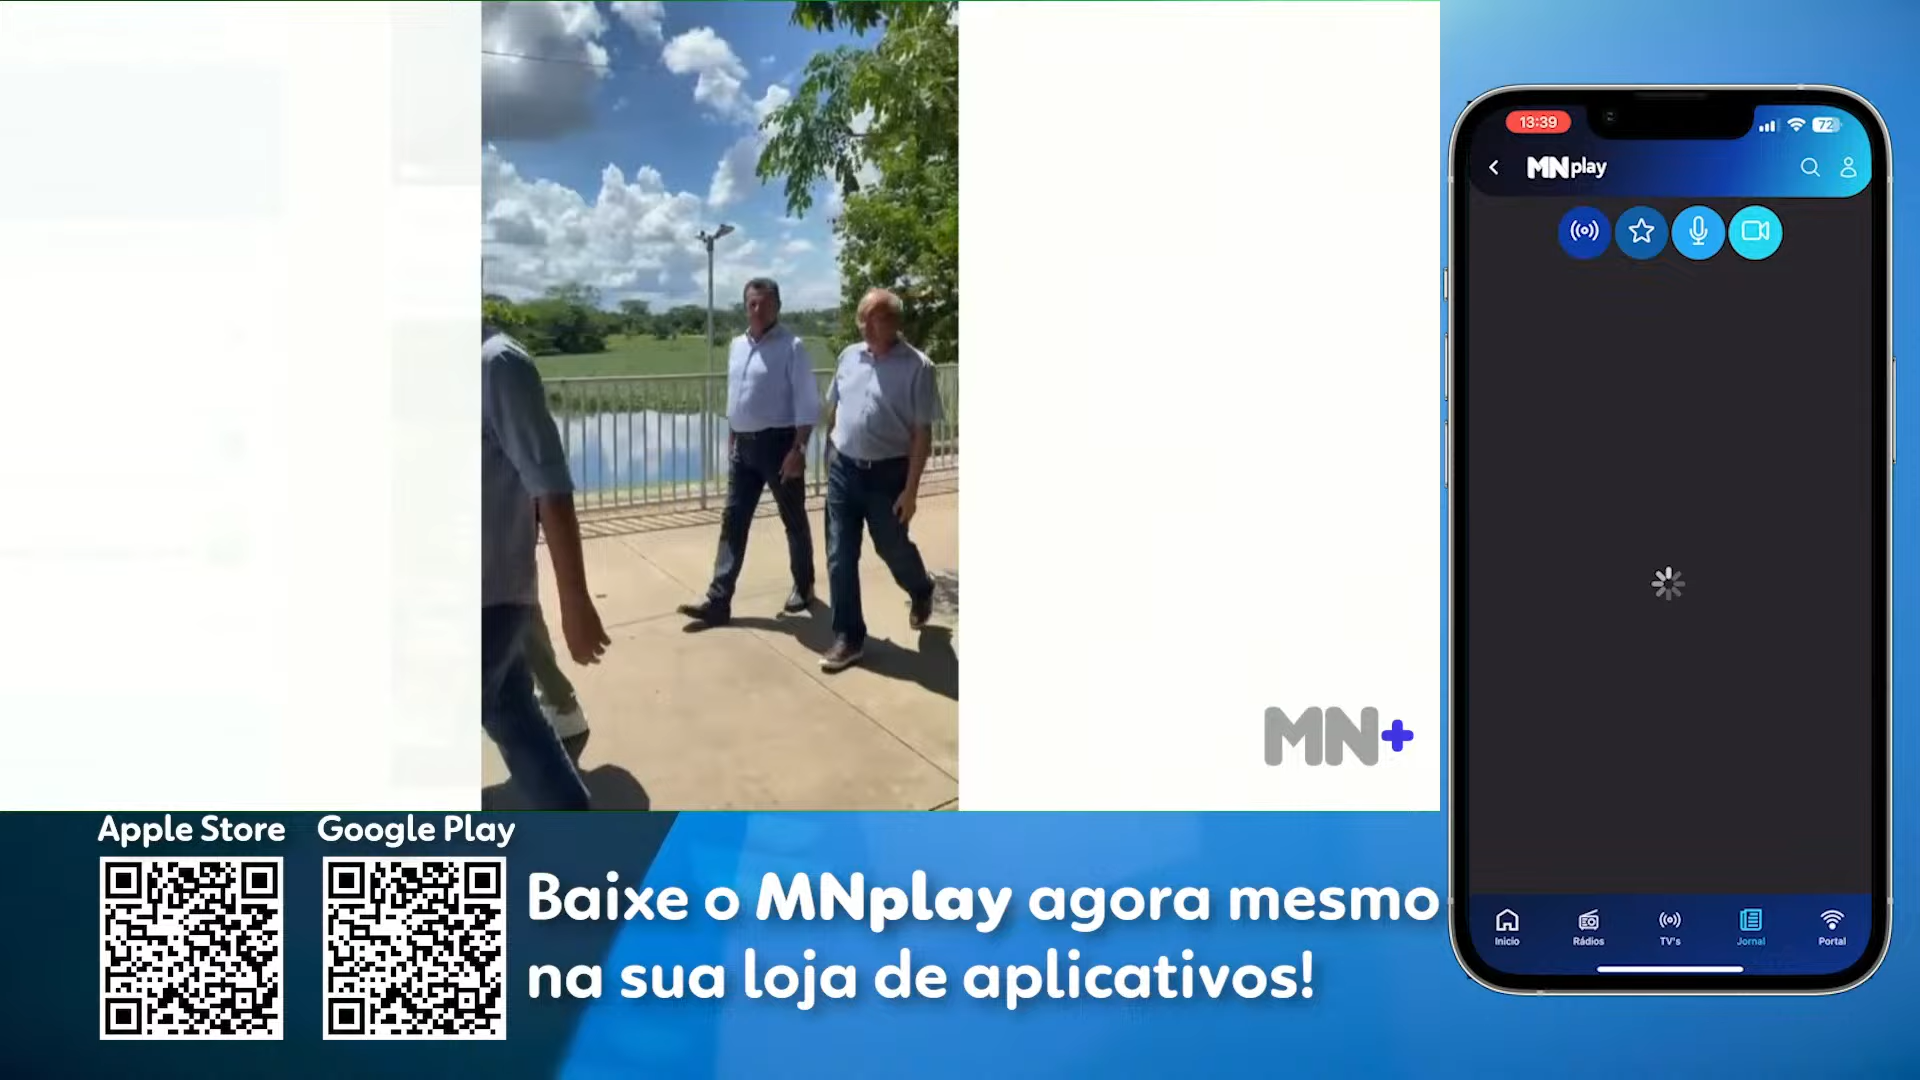 13:39
72
MNplay
MN+
Apple Store
Google Play
Baixe o MNplay agora mesmo
na sua loja de aplicativos!
Inicio
Rádios
TV's
Jornal
Portal